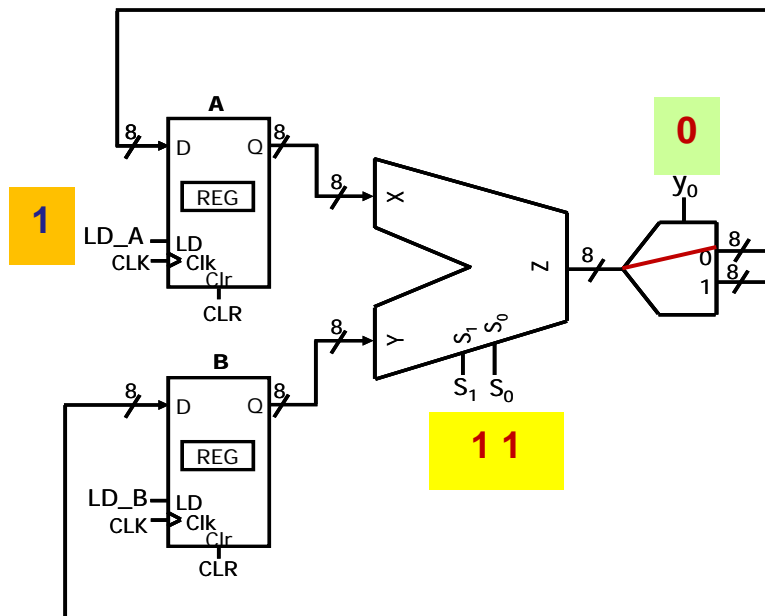 A
8
D
Q
8
REG
1
LD_A
LD
CLK
Clk
Clr
CLR
8
X
Z
8
0
y₀
0
8
1
8
B
8
Y
S₁ S₀
S₁ S₀
1 1
8
D
Q
8
REG
LD_B
LD
CLK
Clk
Clr
CLR